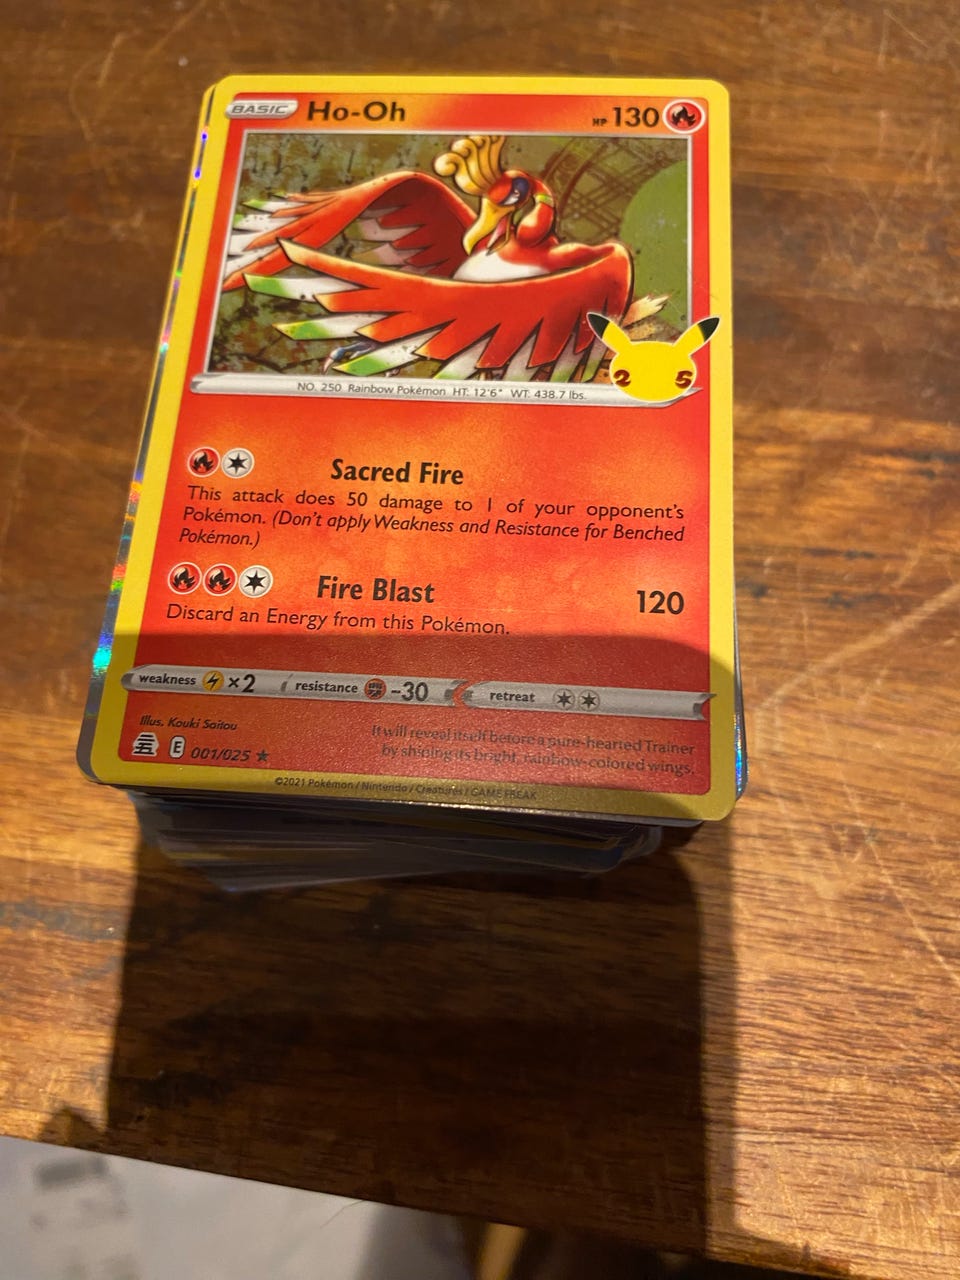 BASIC Ho-Oh HP 130
2 5
NO. 250 Rainbow Pokémon HT: 12'6" WT: 438.7 lbs.
Sacred Fire
This attack does 50 damage to 1 of your opponent's
Pokémon. (Don't apply Weakness and Resistance for Benched
Pokémon.)
Fire Blast 120
Discard an Energy from this Pokémon.
weakness ×2 resistance -30 retreat
Illus. Kouki Saitou
It will reveal itself before a pure-hearted Trainer
by shining its bright, rainbow-colored wings.
E 001/025
©2021 Pokémon / Nintendo / Creatures / GAME FREAK